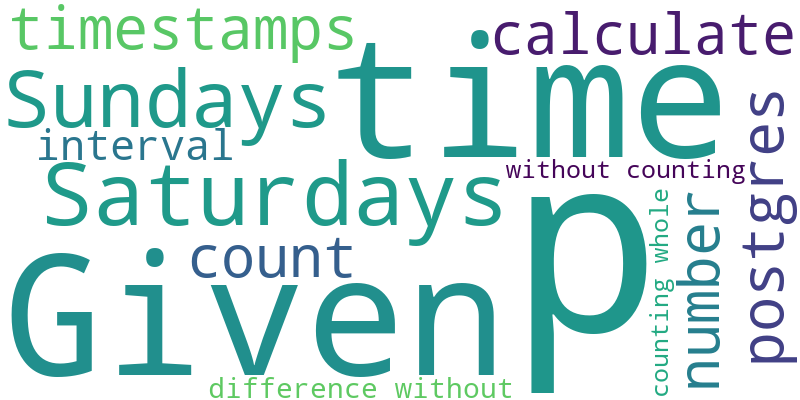 timestamps
calculate
Sundays
time
interval
Saturdays
without counting
postgres
count
Given
p
counting whole
number
difference without